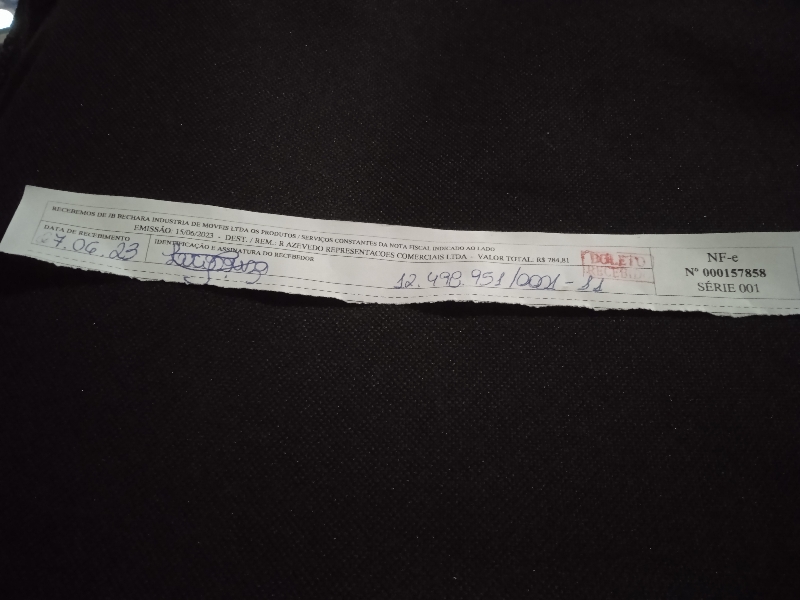 RECEBEMOS DE JB BECHARA INDUSTRIA DE MOVEIS LTDA OS PRODUTOS / SERVIÇOS CONSTANTES DA NOTA FISCAL INDICADO AO LADO
EMISSÃO: 15/06/2023 - DEST. / REM.: R AZEVEDO REPRESENTACOES COMERCIAIS LTDA - VALOR TOTAL: R$ 784,81
DATA DE RECEBIMENTO
7.06.23
IDENTIFICAÇÃO E ASSINATURA DO RECEBEDOR
12.498.951/0001-11
BOLETO
RECEBIDO
NF-e
Nº 000157858
SÉRIE 001